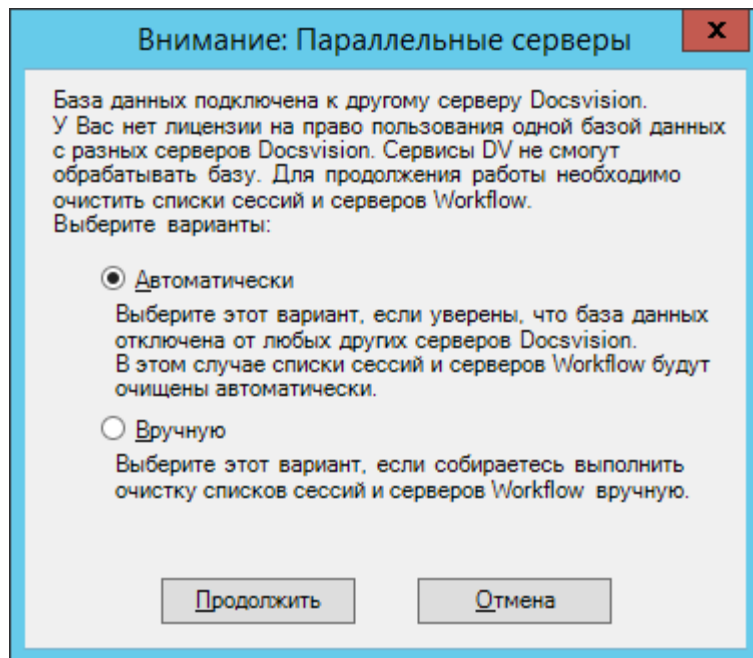 Внимание: Параллельные серверы
x
База данных подключена к другому серверу Docsvision.
У Вас нет лицензии на право пользования одной базой данных
с разных серверов Docsvision. Сервисы DV не смогут
обрабатывать базу. Для продолжения работы необходимо
очистить списки сессий и серверов Workflow.
Выберите варианты:
Автоматически
Выберите этот вариант, если уверены, что база данных
отключена от любых других серверов Docsvision.
В этом случае списки сессий и серверов Workflow будут
очищены автоматически.
Вручную
Выберите этот вариант, если собираетесь выполнить
очистку списков сессий и серверов Workflow вручную.
Продолжить Отмена